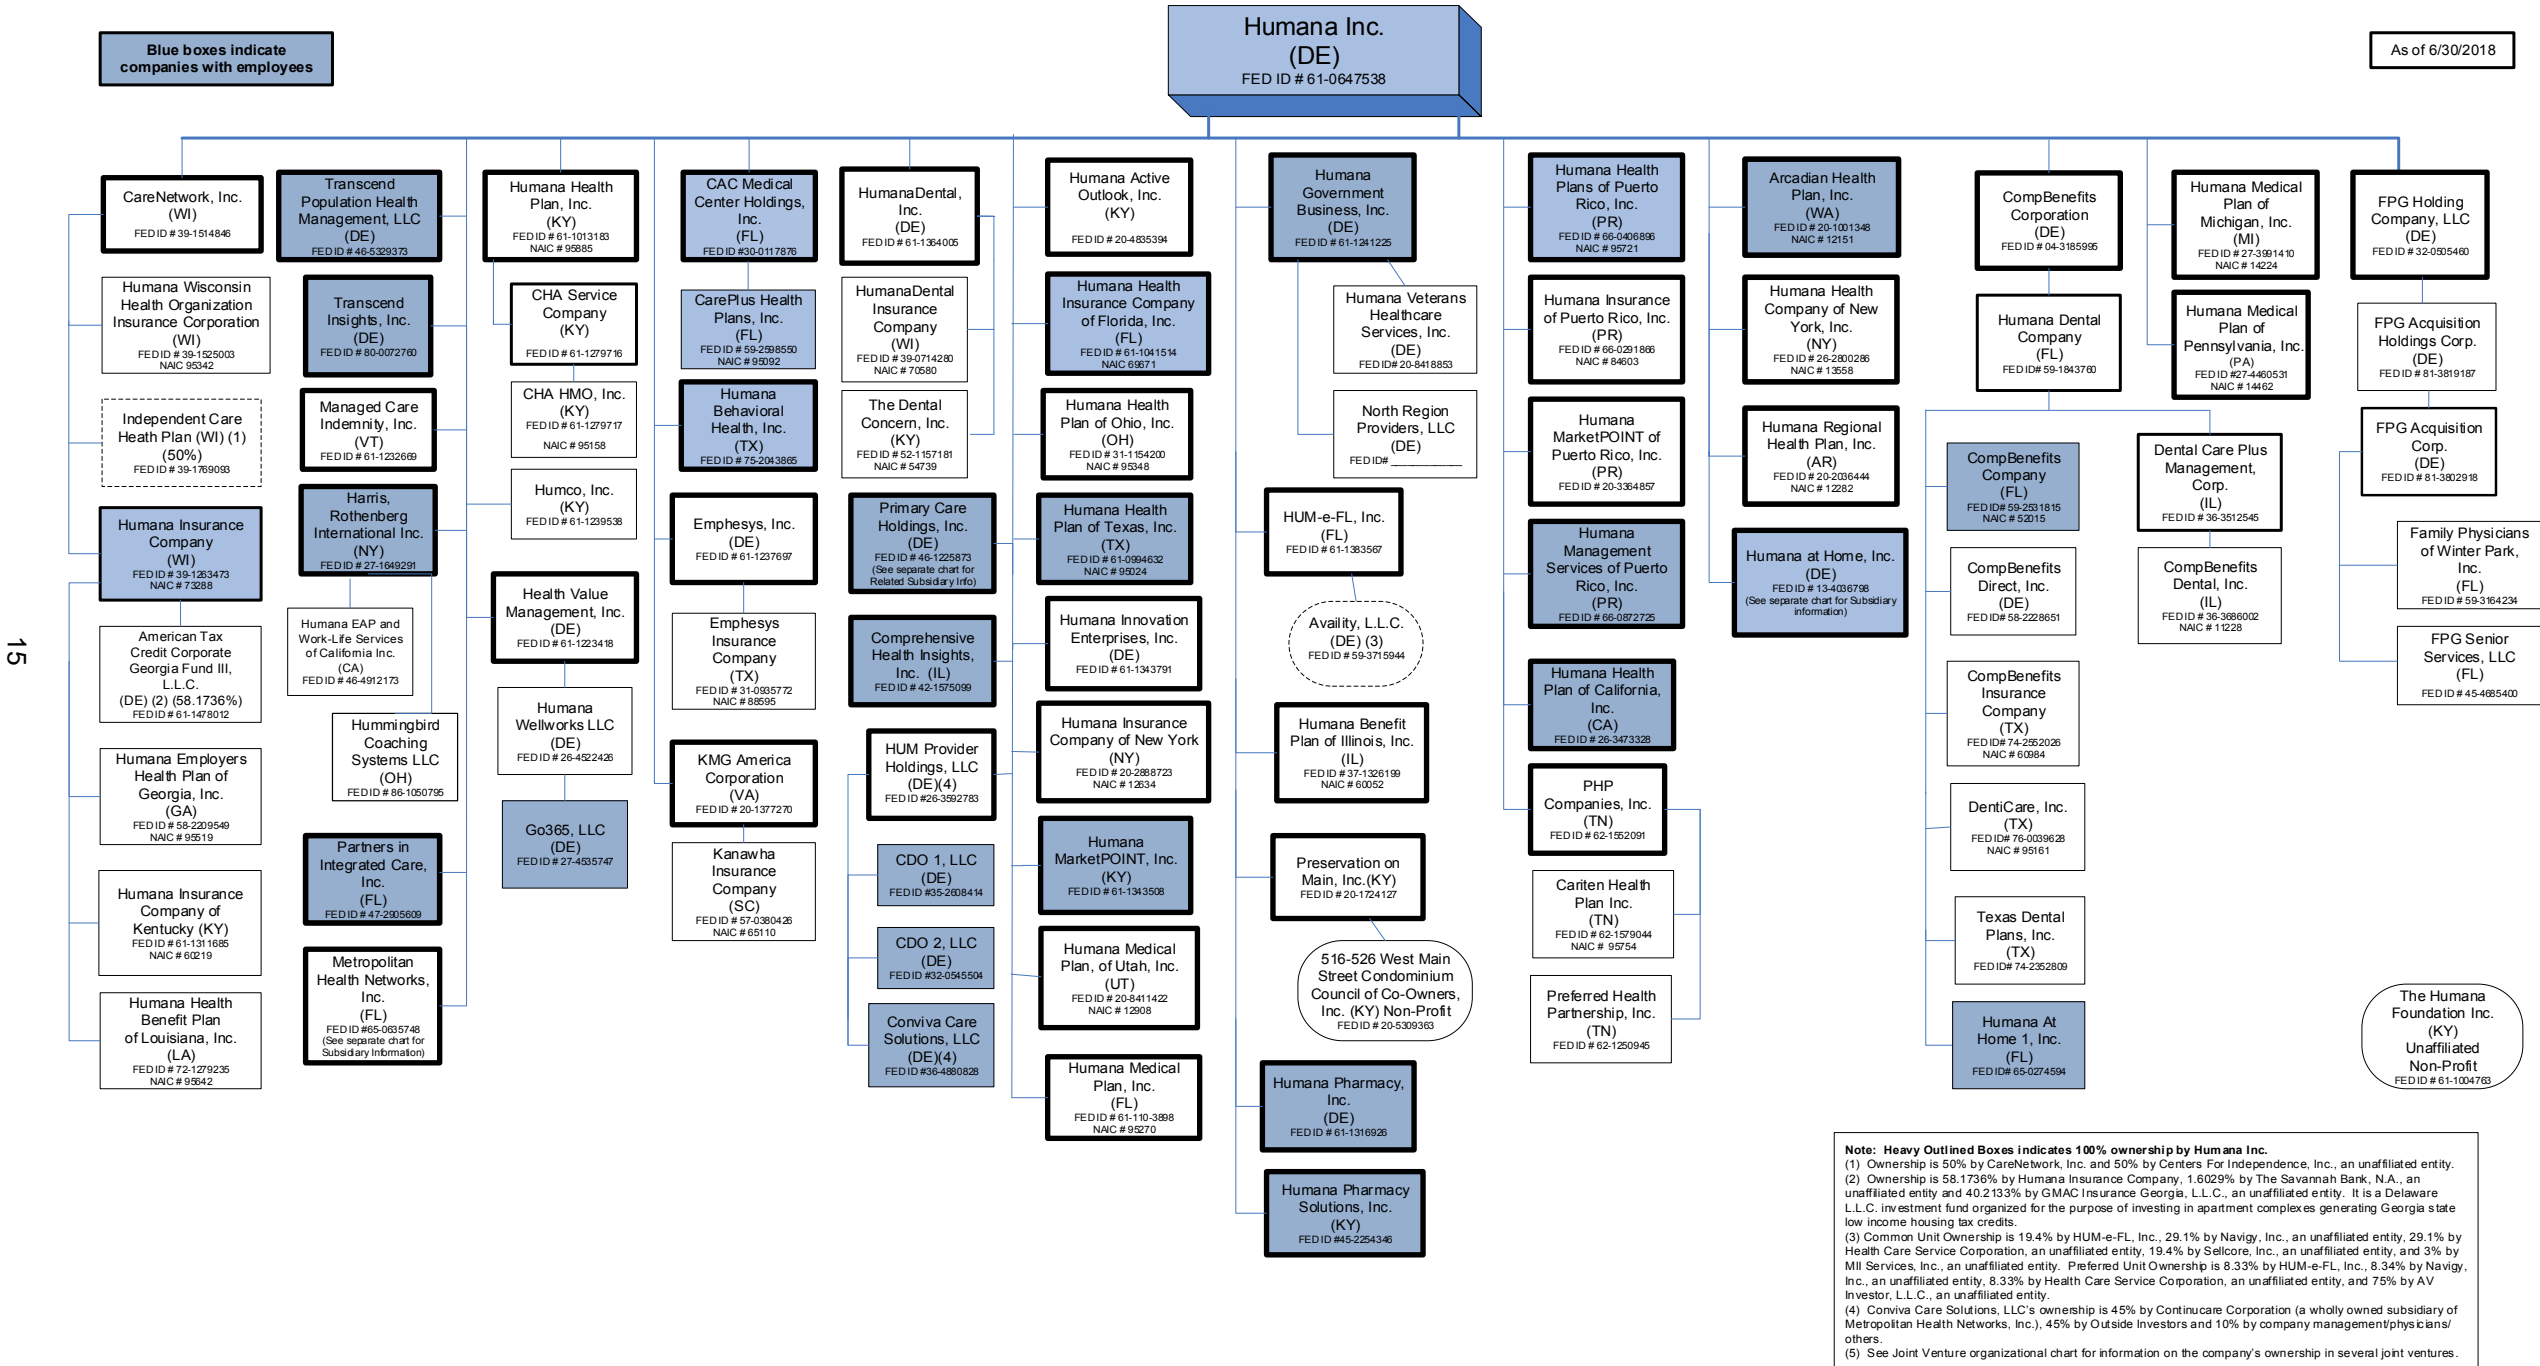 Humana Inc.
(DE)
FED ID # 61-0647538
Blue boxes indicate
companies with employees
As of 6/30/2018
CareNetwork, Inc.
(WI)
FED ID # 39-1514846
Humana Wisconsin
Health Organization
Insurance Corporation
(WI)
FED ID # 39-1525003
NAIC 95342
Independent Care
Heath Plan (WI) (1)
(50%)
FED ID # 39-1769093
Humana Insurance
Company
(WI)
FED ID # 39-1263473
NAIC # 73288
American Tax
Credit Corporate
Georgia Fund III,
L.L.C.
(DE) (2) (58.1736%)
FED ID # 61-1478012
Humana Employers
Health Plan of
Georgia, Inc.
(GA)
FED ID # 58-2209549
NAIC # 95519
Humana Insurance
Company of
Kentucky (KY)
FED ID # 61-1311685
NAIC # 60219
Humana Health
Benefit Plan
of Louisiana, Inc.
(LA)
FED ID # 72-1279235
NAIC # 95642
Transcend
Population Health
Management, LLC
(DE)
FED ID # 46-5329373
Transcend
Insights, Inc.
(DE)
FED ID # 80-0072760
Managed Care
Indemnity, Inc.
(VT)
FED ID # 61-1232669
Harris,
Rothenberg
International Inc.
(NY)
FED ID # 27-1649291
Humana EAP and
Work-Life Services
of California Inc.
(CA)
FED ID # 46-4912173
Hummingbird
Coaching
Systems LLC
(OH)
FED ID # 86-1050795
Partners in
Integrated Care,
Inc.
(FL)
FED ID # 47-2905609
Metropolitan
Health Networks,
Inc.
(FL)
FED ID #65-0635748
(See separate chart for
Subsidiary Information)
Humana Health
Plan, Inc.
(KY)
FED ID # 61-1013183
NAIC # 95885
CHA Service
Company
(KY)
FED ID # 61-1279716
CHA HMO, Inc.
(KY)
FED ID # 61-1279717
NAIC # 95158
Humco, Inc.
(KY)
FED ID # 61-1239538
Health Value
Management, Inc.
(DE)
FED ID # 61-1223418
Humana
Wellworks LLC
(DE)
FED ID # 26-4522426
Go365, LLC
(DE)
FED ID # 27-4535747
CAC Medical
Center Holdings,
Inc.
(FL)
FED ID #30-0117876
CarePlus Health
Plans, Inc.
(FL)
FED ID # 59-2598550
NAIC # 95092
Humana
Behavioral
Health, Inc.
(TX)
FED ID # 75-2043865
Emphesys, Inc.
(DE)
FED ID # 61-1237697
Emphesys
Insurance
Company
(TX)
FED ID # 31-0935772
NAIC # 88595
KMG America
Corporation
(VA)
FED ID # 20-1377270
Kanawha
Insurance
Company
(SC)
FED ID # 57-0380426
NAIC # 65110
HumanaDental,
Inc.
(DE)
FED ID # 61-1364005
HumanaDental
Insurance
Company
(WI)
FED ID # 39-0714280
NAIC # 70580
The Dental
Concern, Inc.
(KY)
FED ID # 52-1157181
NAIC # 54739
Primary Care
Holdings, Inc.
(DE)
FED ID # 46-1225873
(See separate chart for
Related Subsidiary Info)
Comprehensive
Health Insights,
Inc. (IL)
FED ID # 42-1575099
HUM Provider
Holdings, LLC
(DE)(4)
FED ID #26-3592783
CDO 1, LLC
(DE)
FED ID #35-2608414
CDO 2, LLC
(DE)
FED ID #32-0545504
Conviva Care
Solutions, LLC
(DE)(4)
FED ID #36-4880828
Humana Active
Outlook, Inc.
(KY)
FED ID # 20-4835394
Humana Health
Insurance Company
of Florida, Inc.
(FL)
FED ID # 61-1041514
NAIC 69671
Humana Health
Plan of Ohio, Inc.
(OH)
FED ID # 31-1154200
NAIC # 95348
Humana Health
Plan of Texas, Inc.
(TX)
FED ID # 61-0994632
NAIC # 95024
Humana Innovation
Enterprises, Inc.
(DE)
FED ID # 61-1343791
Humana Insurance
Company of New York
(NY)
FED ID # 20-2888723
NAIC # 12634
Humana
MarketPOINT, Inc.
(KY)
FED ID # 61-1343508
Humana Medical
Plan, of Utah, Inc.
(UT)
FED ID # 20-8411422
NAIC # 12908
Humana Medical
Plan, Inc.
(FL)
FED ID # 61-110-3898
NAIC # 95270
Humana
Government
Business, Inc.
(DE)
FED ID # 61-1241225
Humana Veterans
Healthcare
Services, Inc.
(DE)
FED ID# 20-8418853
North Region
Providers, LLC
(DE)
FED ID# ____________
HUM-e-FL, Inc.
(FL)
FED ID # 61-1383567
Availity, L.L.C.
(DE) (3)
FED ID # 59-3715944
Humana Benefit
Plan of Illinois, Inc.
(IL)
FED ID # 37-1326199
NAIC # 60052
Preservation on
Main, Inc.(KY)
FED ID # 20-1724127
516-526 West Main
Street Condominium
Council of Co-Owners,
Inc. (KY) Non-Profit
FED ID # 20-5309363
Humana Pharmacy,
Inc.
(DE)
FED ID # 61-1316926
Humana Pharmacy
Solutions, Inc.
(KY)
FED ID #45-2254346
Humana Health
Plans of Puerto
Rico, Inc.
(PR)
FED ID # 66-0406896
NAIC # 95721
Humana Insurance
of Puerto Rico, Inc.
(PR)
FED ID # 66-0291866
NAIC # 84603
Humana
MarketPOINT of
Puerto Rico, Inc.
(PR)
FED ID # 20-3364857
Humana
Management
Services of Puerto
Rico, Inc.
(PR)
FED ID # 66-0872725
Humana Health
Plan of California,
Inc.
(CA)
FED ID # 26-3473328
PHP
Companies, Inc.
(TN)
FED ID # 62-1552091
Cariten Health
Plan Inc.
(TN)
FED ID # 62-1579044
NAIC # 95754
Preferred Health
Partnership, Inc.
(TN)
FED ID # 62-1250945
Arcadian Health
Plan, Inc.
(WA)
FED ID # 20-1001348
NAIC # 12151
Humana Health
Company of New
York, Inc.
(NY)
FED ID # 26-2800286
NAIC # 13558
Humana Regional
Health Plan, Inc.
(AR)
FED ID # 20-2036444
NAIC # 12282
Humana at Home, Inc.
(DE)
FED ID # 13-4036798
(See separate chart for Subsidiary
information)
CompBenefits
Corporation
(DE)
FED ID # 04-3185995
Humana Dental
Company
(FL)
FED ID# 59-1843760
CompBenefits
Company
(FL)
FED ID# 59-2531815
NAIC # 52015
CompBenefits
Direct, Inc.
(DE)
FED ID# 58-2228651
CompBenefits
Insurance
Company
(TX)
FED ID# 74-2552026
NAIC # 60984
DentiCare, Inc.
(TX)
FED ID# 76-0039628
NAIC # 95161
Texas Dental
Plans, Inc.
(TX)
FED ID# 74-2352809
Humana At
Home 1, Inc.
(FL)
FED ID# 65-0274594
Dental Care Plus
Management,
Corp.
(IL)
FED ID # 36-3512545
CompBenefits
Dental, Inc.
(IL)
FED ID # 36-3686002
NAIC # 11228
Humana Medical
Plan of
Michigan, Inc.
(MI)
FED ID # 27-3991410
NAIC # 14224
Humana Medical
Plan of
Pennsylvania, Inc.
(PA)
FED ID #27-4460531
NAIC # 14462
FPG Holding
Company, LLC
(DE)
FED ID # 32-0505460
FPG Acquisition
Holdings Corp.
(DE)
FED ID # 81-3819187
FPG Acquisition
Corp.
(DE)
FED ID # 81-3802918
Family Physicians
of Winter Park,
Inc.
(FL)
FED ID # 59-3164234
FPG Senior
Services, LLC
(FL)
FED ID # 45-4685400
The Humana
Foundation Inc.
(KY)
Unaffiliated
Non-Profit
FED ID # 61-1004763
Note: Heavy Outlined Boxes indicates 100% ownership by Humana Inc.
(1) Ownership is 50% by CareNetwork, Inc. and 50% by Centers For Independence, Inc., an unaffiliated entity.
(2) Ownership is 58.1736% by Humana Insurance Company, 1.6029% by The Savannah Bank, N.A., an
unaffiliated entity and 40.2133% by GMAC Insurance Georgia, L.L.C., an unaffiliated entity. It is a Delaware
L.L.C. investment fund organized for the purpose of investing in apartment complexes generating Georgia state
low income housing tax credits.
(3) Common Unit Ownership is 19.4% by HUM-e-FL, Inc., 29.1% by Navigy, Inc., an unaffiliated entity, 29.1% by
Health Care Service Corporation, an unaffiliated entity, 19.4% by Sellcore, Inc., an unaffiliated entity, and 3% by
MII Services, Inc., an unaffiliated entity. Preferred Unit Ownership is 8.33% by HUM-e-FL, Inc., 8.34% by Navigy,
Inc., an unaffiliated entity, 8.33% by Health Care Service Corporation, an unaffiliated entity, and 75% by AV
Investor, L.L.C., an unaffiliated entity.
(4) Conviva Care Solutions, LLC's ownership is 45% by Continucare Corporation (a wholly owned subsidiary of
Metropolitan Health Networks, Inc.), 45% by Outside Investors and 10% by company management/physicians/
others.
(5) See Joint Venture organizational chart for information on the company's ownership in several joint ventures.
15